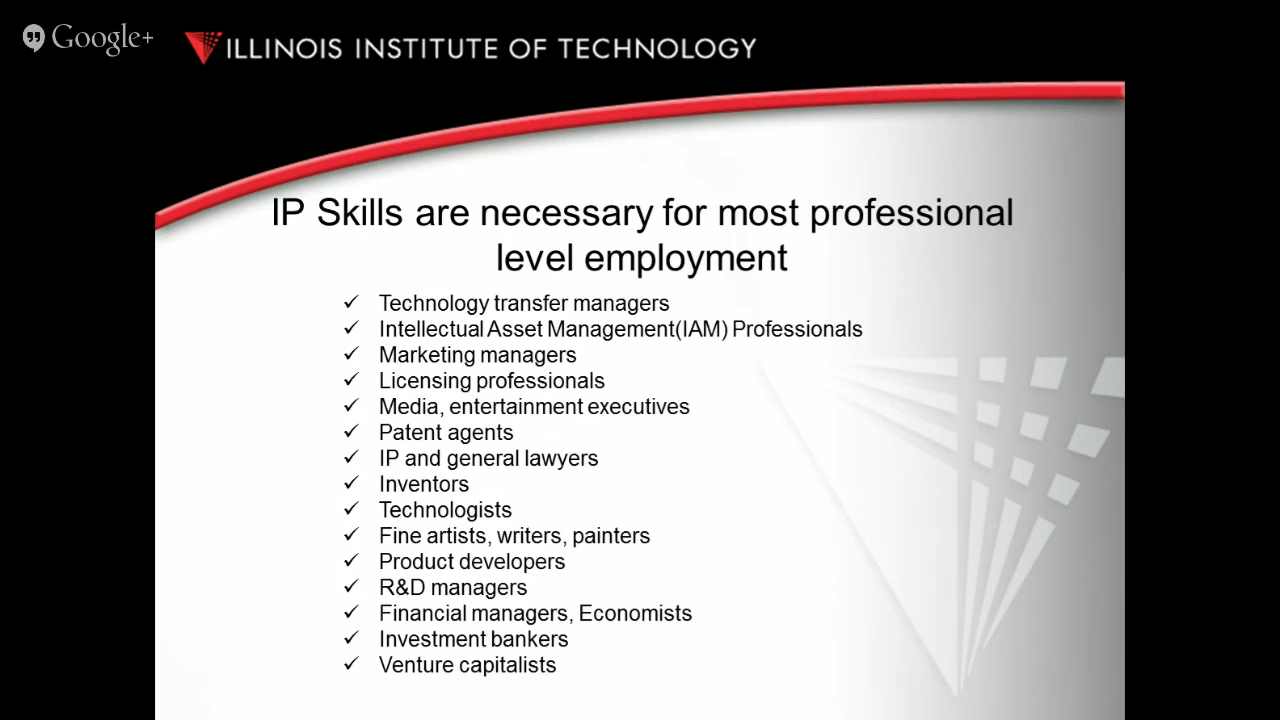 Google+
ILLINOIS INSTITUTE OF TECHNOLOGY
IP Skills are necessary for most professional
level employment
✓ Technology transfer managers
✓ Intellectual Asset Management(IAM) Professionals
✓ Marketing managers
✓ Licensing professionals
✓ Media, entertainment executives
✓ Patent agents
✓ IP and general lawyers
✓ Inventors
✓ Technologists
✓ Fine artists, writers, painters
✓ Product developers
✓ R&D managers
✓ Financial managers, Economists
✓ Investment bankers
✓ Venture capitalists